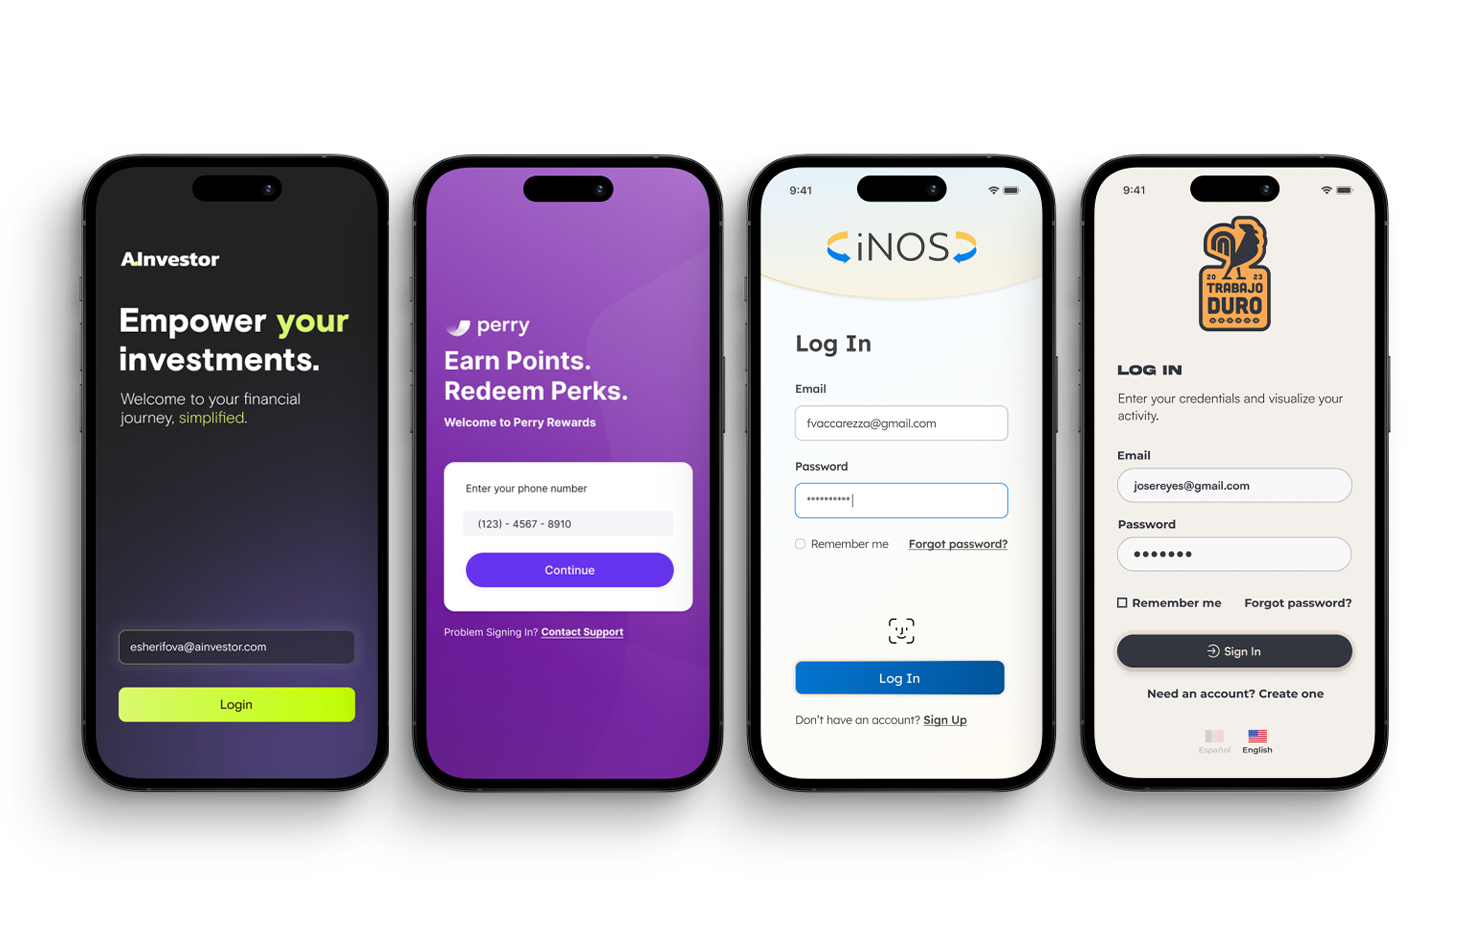 AInvestor
Empower your
investments.
Welcome to your financial
journey, simplified.
esherifova@ainvestor.com
Login
perry
Earn Points.
Redeem Perks.
Welcome to Perry Rewards
Enter your phone number
(123) - 4567 - 8910
Continue
Problem Signing In? Contact Support
9:41
iNOS
Log In
Email
fvaccarezza@gmail.com
Password
**********
Remember me Forgot password?
Log In
Don't have an account? Sign Up
9:41
20 23
TRABAJO
DURO
LOG IN
Enter your credentials and visualize your
activity.
Email
josereyes@gmail.com
Password
•••••••
Remember me Forgot password?
Sign In
Need an account? Create one
Español English